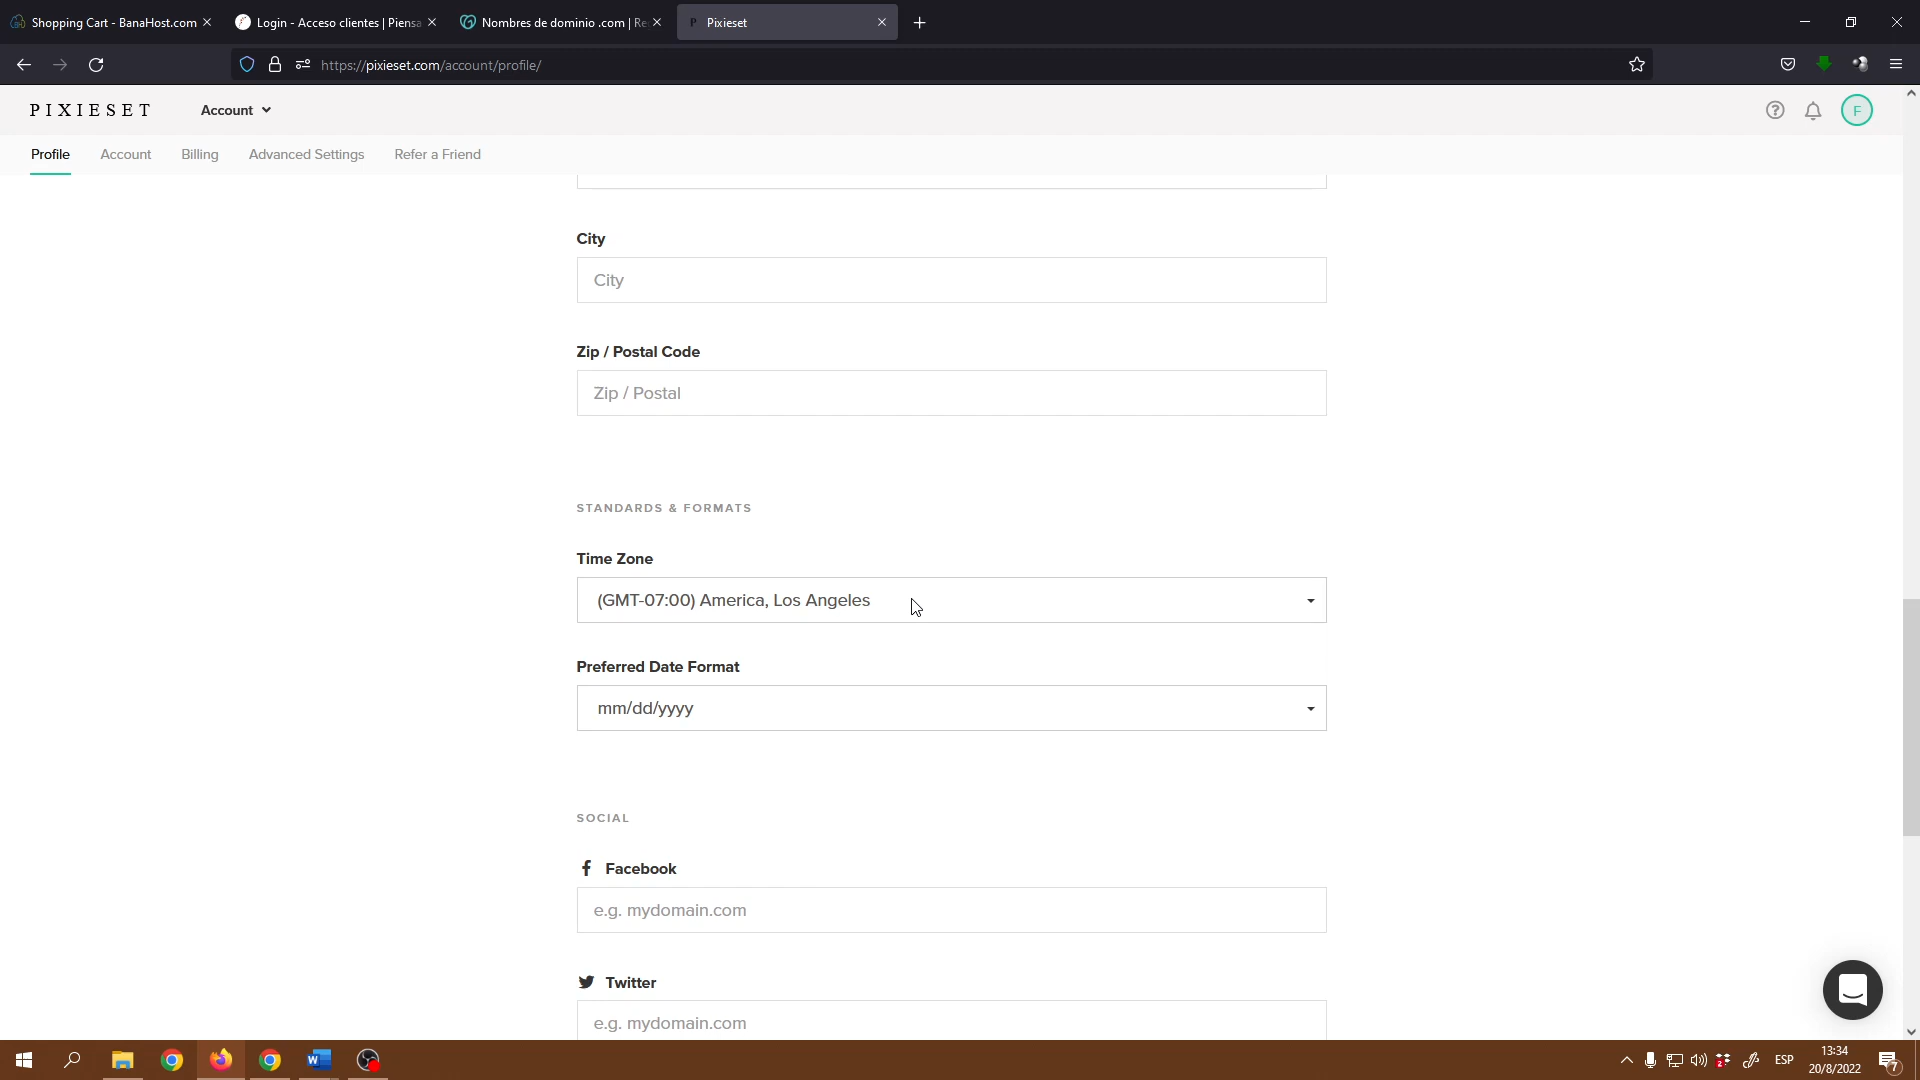 Shopping Cart - BanaHost.com
Login - Acceso clientes | Piensa
Nombres de dominio .com | Re
Pixieset
https://pixieset.com/account/profile/
PIXIESET
Account
F
Profile
Account
Billing
Advanced Settings
Refer a Friend
City
City
Zip / Postal Code
Zip / Postal
STANDARDS & FORMATS
Time Zone
(GMT-07:00) America, Los Angeles
Preferred Date Format
mm/dd/yyyy
SOCIAL
Facebook
e.g. mydomain.com
Twitter
e.g. mydomain.com
ESP
13:34
20/8/2022
7